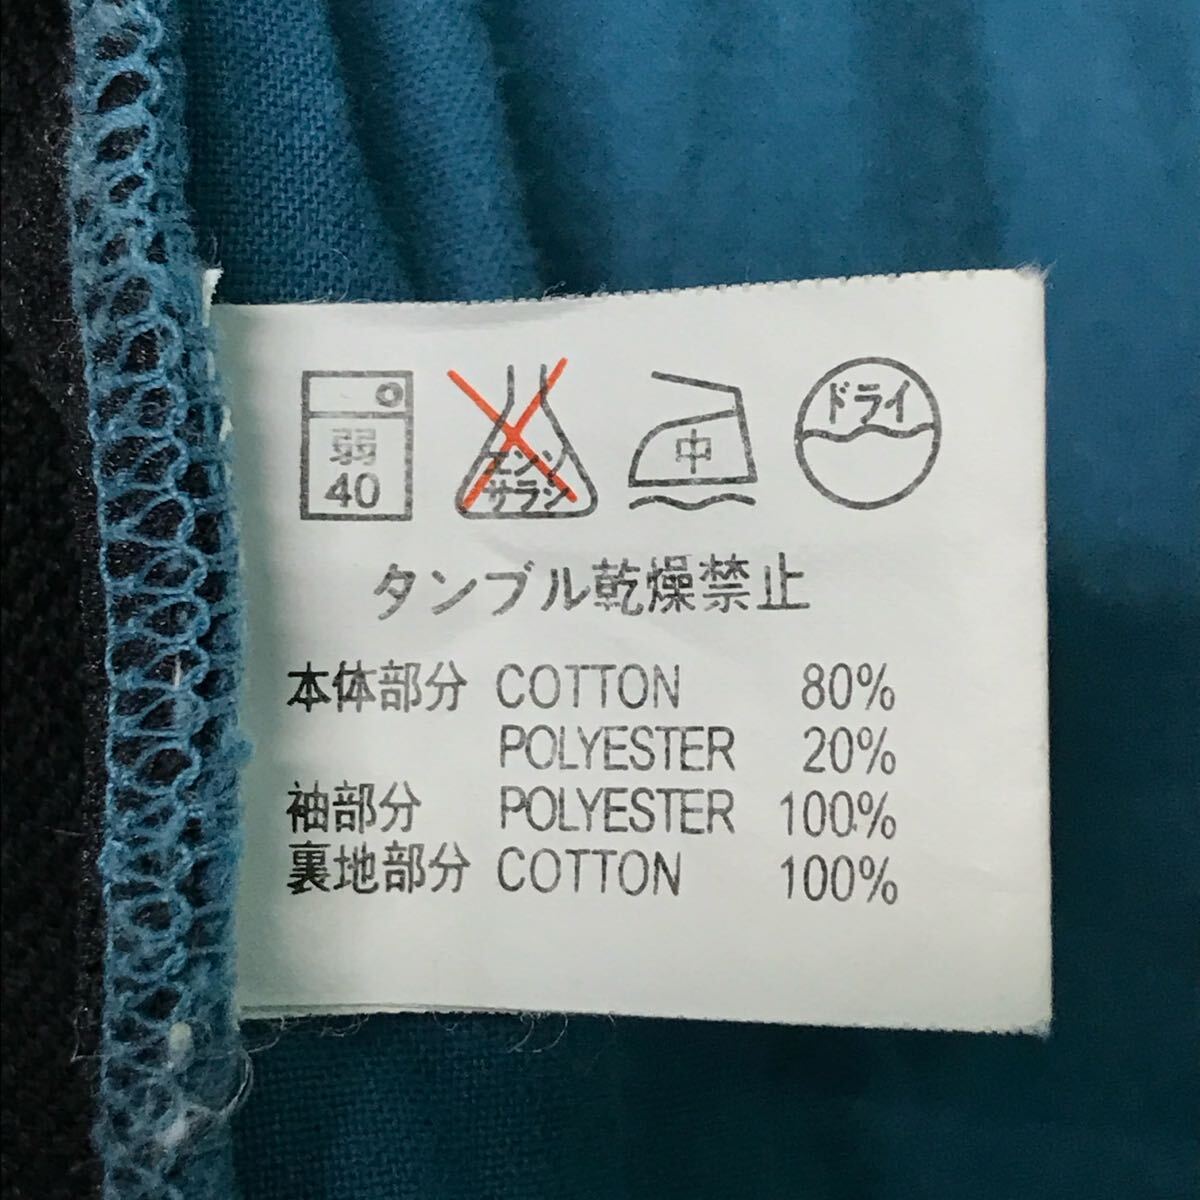 弱 40
エンソ サラシ
中
ドライ
タンブル乾燥禁止
本体部分 COTTON 80%
POLYESTER 20%
袖部分 POLYESTER 100%
裏地部分 COTTON 100%